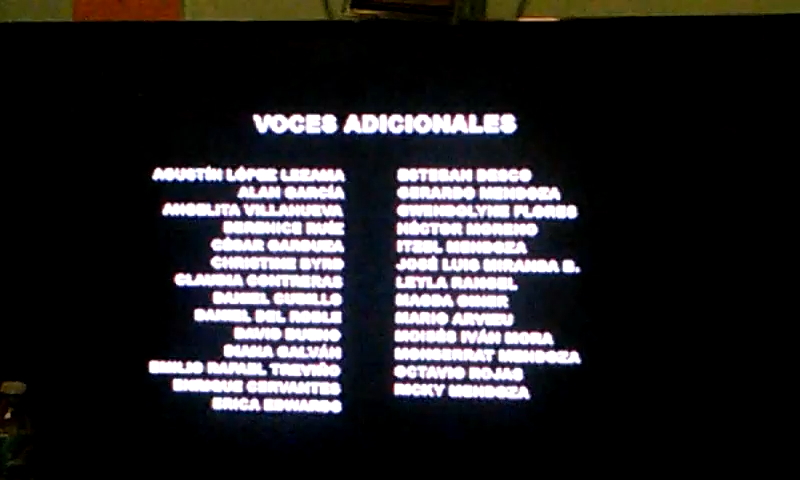 VOCES ADICIONALES
AGUSTÍN LÓPEZ LEZAMA
ALAN GARCÍA
ANGELITA VILLANUEVA
BERENICE RUIZ
CÉSAR GARDUZA
CHRISTINE BYRD
CLAUDIA CONTRERAS
DANIEL CUBILLO
DANIEL DEL ROBLE
DAVID BUENO
DIANA GALVÁN
EMILIO RAFAEL TREVIÑO
ENRIQUE CERVANTES
ERICA EDWARDS
ESTEBAN DESCO
GERARDO MENDOZA
GWENDOLYNE FLORES
HÉCTOR MORENO
ITZEL MENDOZA
JOSÉ LUIS MIRANDA B.
LEYLA RANGEL
MAGDA GINER
MARIO ARVIZU
MOISÉS IVÁN MORA
MONSERRAT MENDOZA
OCTAVIO ROJAS
RICKY MENDOZA